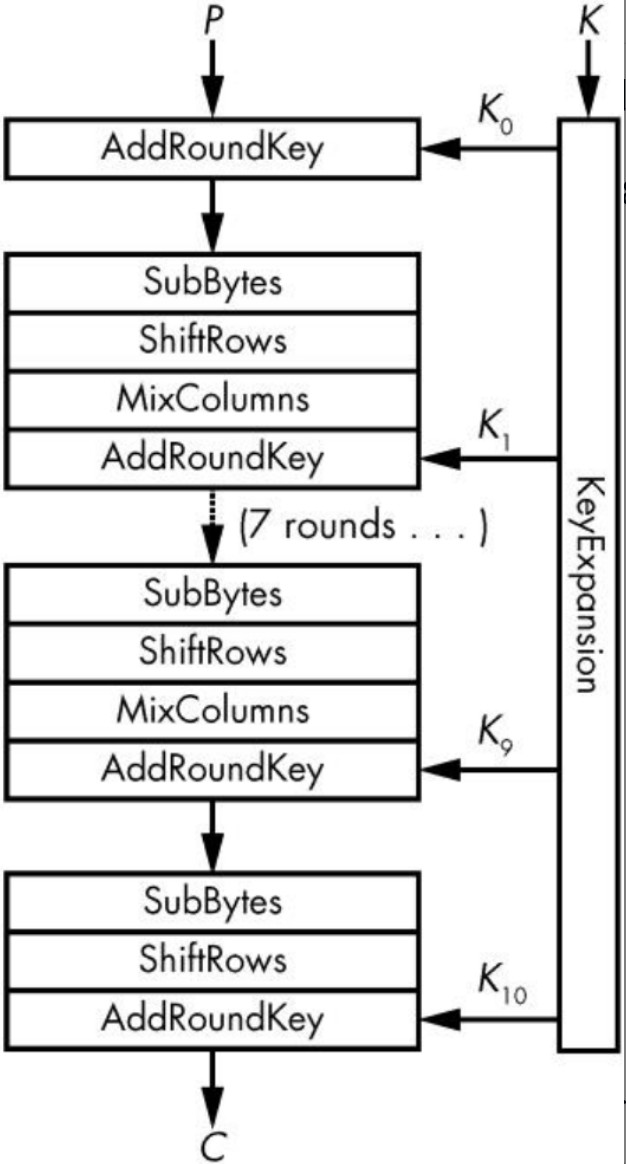 P
K
AddRoundKey
K₀
SubBytes
ShiftRows
MixColumns
AddRoundKey
K₁
(7 rounds . . . )
SubBytes
ShiftRows
MixColumns
AddRoundKey
K₉
SubBytes
ShiftRows
AddRoundKey
K₁₀
C
KeyExpansion